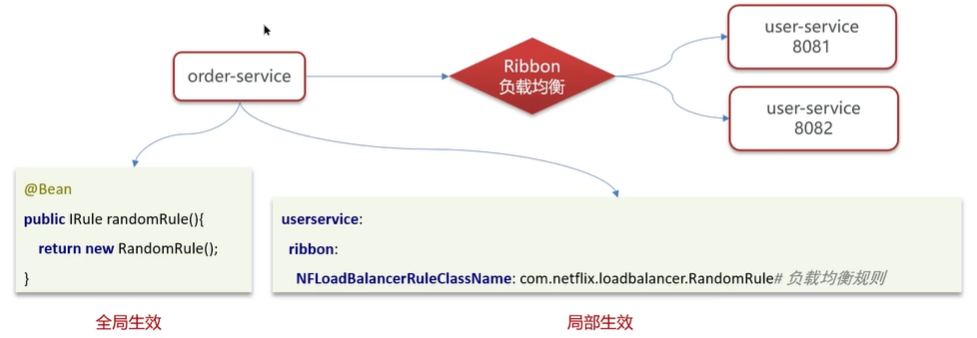 order-service
Ribbon
负载均衡
user-service
8081
user-service
8082
@Bean
public IRule randomRule(){
return new RandomRule();
}
全局生效
userservice:
ribbon:
NFLoadBalancerRuleClassName: com.netflix.loadbalancer.RandomRule# 负载均衡规则
局部生效